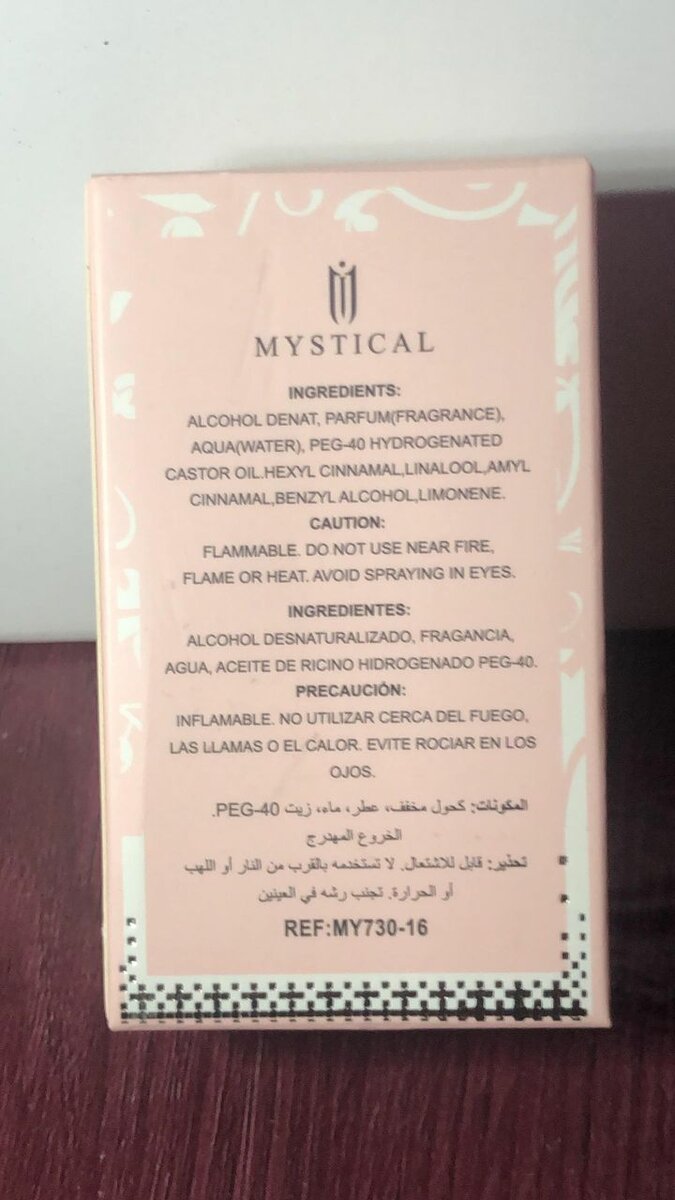 MYSTICAL
INGREDIENTS:
ALCOHOL DENAT, PARFUM(FRAGRANCE),
AQUA(WATER), PEG-40 HYDROGENATED
CASTOR OIL.HEXYL CINNAMAL,LINALOOL,AMYL
CINNAMAL,BENZYL ALCOHOL,LIMONENE.
CAUTION:
FLAMMABLE. DO NOT USE NEAR FIRE,
FLAME OR HEAT. AVOID SPRAYING IN EYES.
INGREDIENTES:
ALCOHOL DESNATURALIZADO, FRAGANCIA,
AGUA, ACEITE DE RICINO HIDROGENADO PEG-40.
PRECAUCIÓN:
INFLAMABLE. NO UTILIZAR CERCA DEL FUEGO,
LAS LLAMAS O EL CALOR. EVITE ROCIAR EN LOS
OJOS.
المكونات: كحول مخفف، عطر، ماء، زيت PEG-40.
الخروع المهدرج
تحذير: قابل للاشتعال. لا تستخدمه بالقرب من النار أو اللهب
أو الحرارة. تجنب رشه في العينين
REF:MY730-16